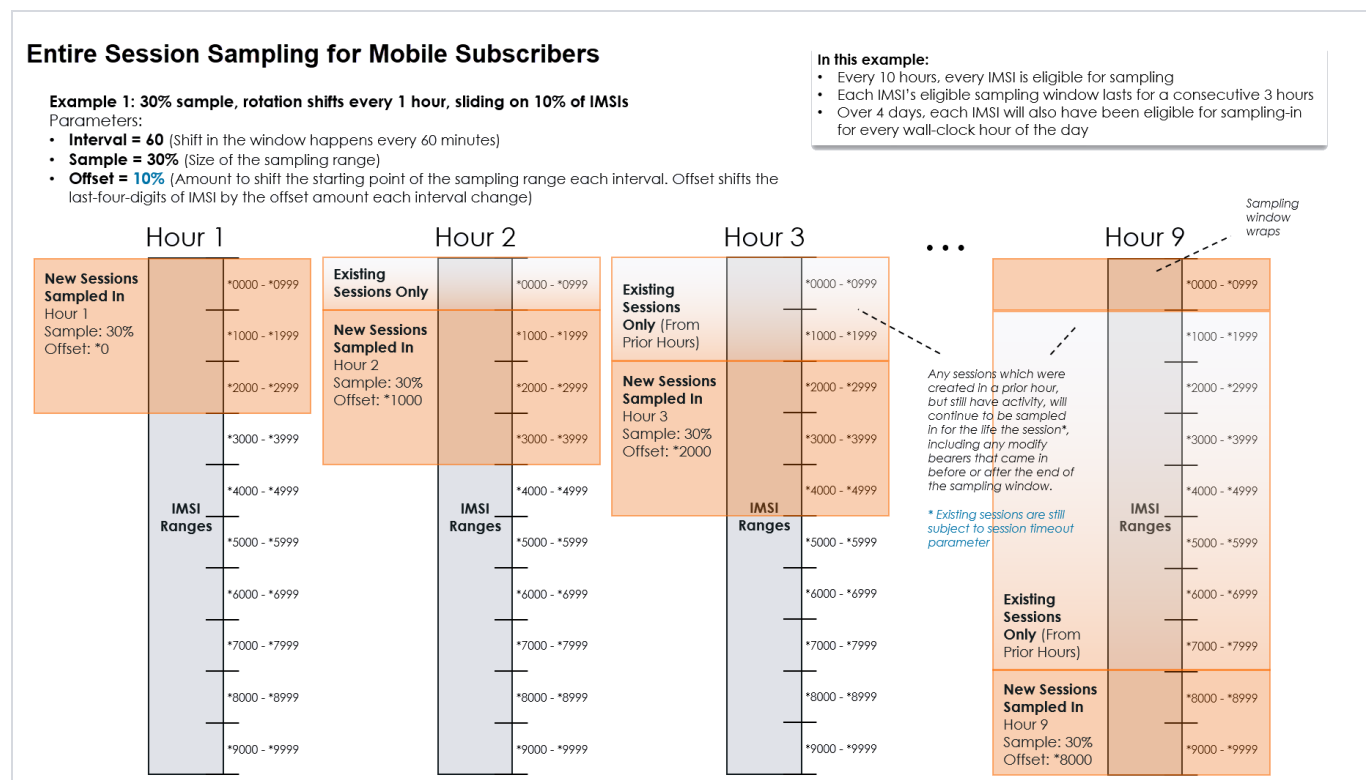 Entire Session Sampling for Mobile Subscribers
In this example:
• Every 10 hours, every IMSI is eligible for sampling
• Each IMSI's eligible sampling window lasts for a consecutive 3 hours
• Over 4 days, each IMSI will also have been eligible for sampling-in
for every wall-clock hour of the day
Example 1: 30% sample, rotation shifts every 1 hour, sliding on 10% of IMSIs
Parameters:
• Interval = 60 (Shift in the window happens every 60 minutes)
• Sample = 30% (Size of the sampling range)
• Offset = 10% (Amount to shift the starting point of the sampling range each interval. Offset shifts the
last-four-digits of IMSI by the offset amount each interval change)
Hour 1
New Sessions
Sampled In
Hour 1
Sample: 30%
Offset: *0
*0000 - *0999
*1000 - *1999
*2000 - *2999
*3000 - *3999
*4000 - *4999
*5000 - *5999
*6000 - *6999
*7000 - *7999
*8000 - *8999
*9000 - *9999
IMSI
Ranges
Hour 2
Existing
Sessions Only
New Sessions
Sampled In
Hour 2
Sample: 30%
Offset: *1000
*0000 - *0999
*1000 - *1999
*2000 - *2999
*3000 - *3999
*4000 - *4999
*5000 - *5999
*6000 - *6999
*7000 - *7999
*8000 - *8999
*9000 - *9999
IMSI
Ranges
Hour 3
Existing
Sessions
Only (From
Prior Hours)
New Sessions
Sampled In
Hour 3
Sample: 30%
Offset: *2000
*0000 - *0999
*1000 - *1999
*2000 - *2999
*3000 - *3999
*4000 - *4999
*5000 - *5999
*6000 - *6999
*7000 - *7999
*8000 - *8999
*9000 - *9999
IMSI
Ranges
...
Any sessions which were
created in a prior hour,
but still have activity, will
continue to be sampled
in for the life the session*,
including any modify
bearers that came in
before or after the end of
the sampling window.
* Existing sessions are still
subject to session timeout
parameter
Hour 9
Sampling
window
wraps
*0000 - *0999
*1000 - *1999
*2000 - *2999
*3000 - *3999
*4000 - *4999
*5000 - *5999
*6000 - *6999
*7000 - *7999
*8000 - *8999
*9000 - *9999
IMSI
Ranges
Existing
Sessions
Only (From
Prior Hours)
New Sessions
Sampled In
Hour 9
Sample: 30%
Offset: *8000